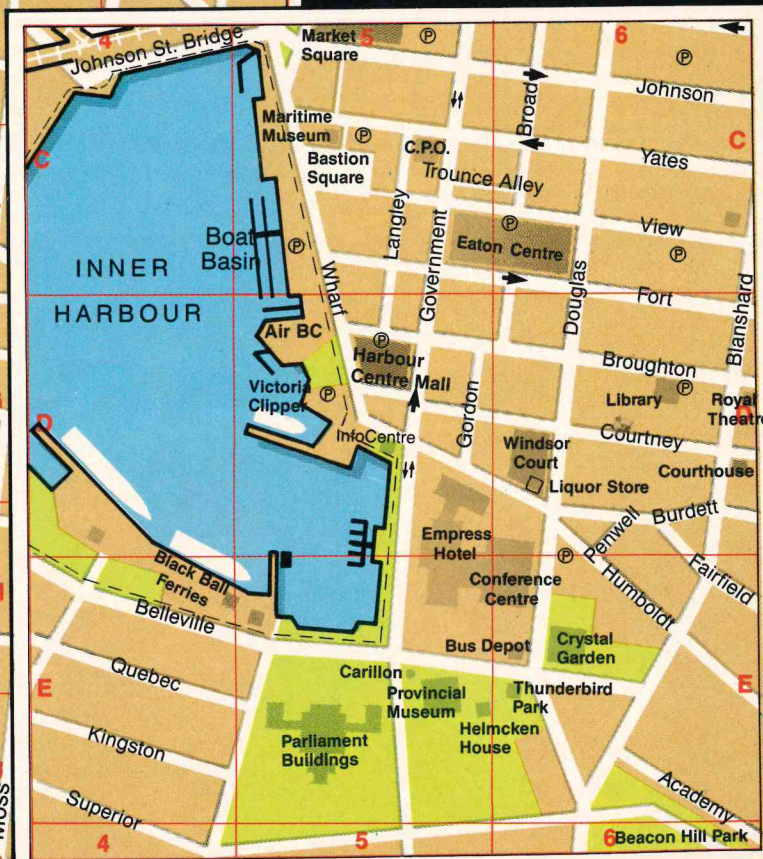 4
5
6
Johnson St. Bridge
Market
Square
P
P
Johnson
Broad
Maritime
Museum
P
C
C
Bastion
Square
C.P.O.
Yates
Trounce Alley
Langley
Government
P
View
Boat
Basin
P
Eaton Centre
P
INNER
HARBOUR
Wharf
Douglas
Fort
Blanshard
Air BC
P
Harbour
Centre Mall
Broughton
Victoria
Clipper
P
Gordon
Library
P
Royal
Theatre
D
D
InfoCentre
Windsor
Court
Courtney
Liquor Store
Courthouse
Empress
Hotel
Penwell
Burdett
Black Ball
Ferries
P
Fairfield
Conference
Centre
Humboldt
Belleville
Bus Depot
Crystal
Garden
Quebec
Carillon
E
E
Provincial
Museum
Thunderbird
Park
Helmcken
House
Kingston
Parliament
Buildings
Academy
Superior
Moss
4
5
6
Beacon Hill Park